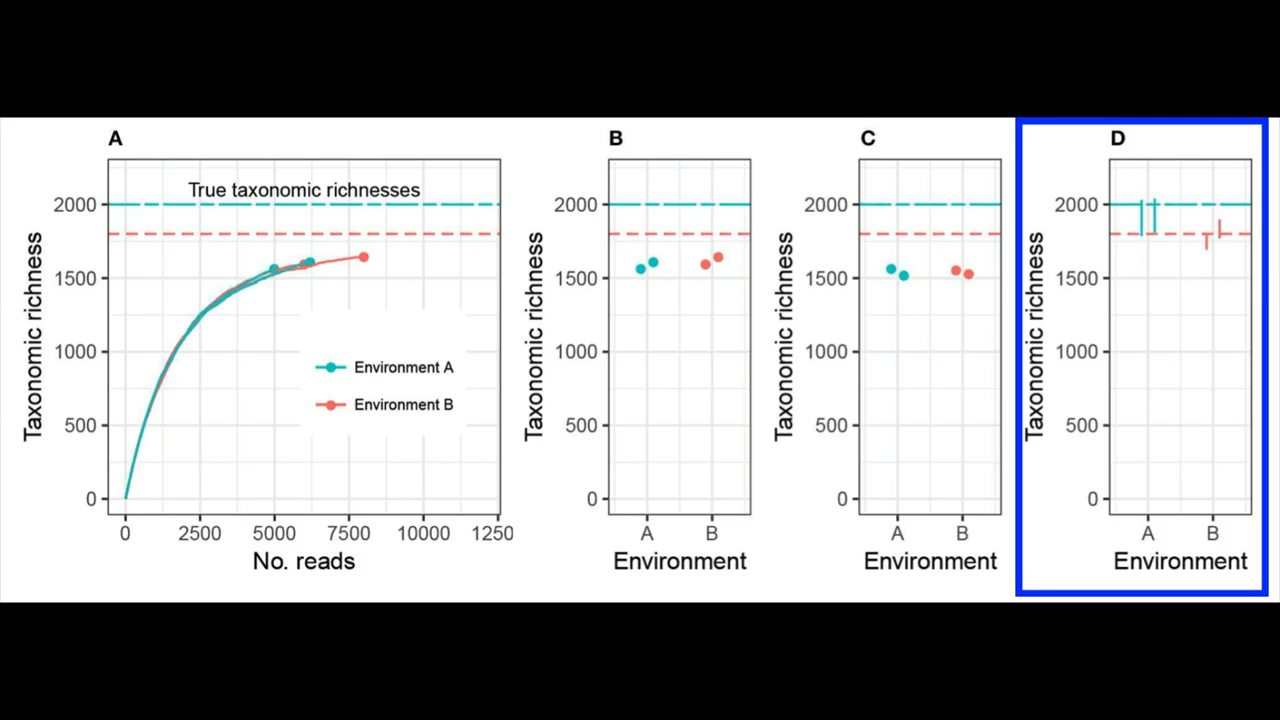 A
True taxonomic richnesses
2000
1500
1000
500
0
Taxonomic richness
Environment A
Environment B
0 2500 5000 7500 10000 1250
No. reads
B
2000
1500
1000
500
0
Taxonomic richness
A B
Environment
C
2000
1500
1000
500
0
Taxonomic richness
A B
Environment
D
2000
1500
1000
500
0
Taxonomic richness
A B
Environment